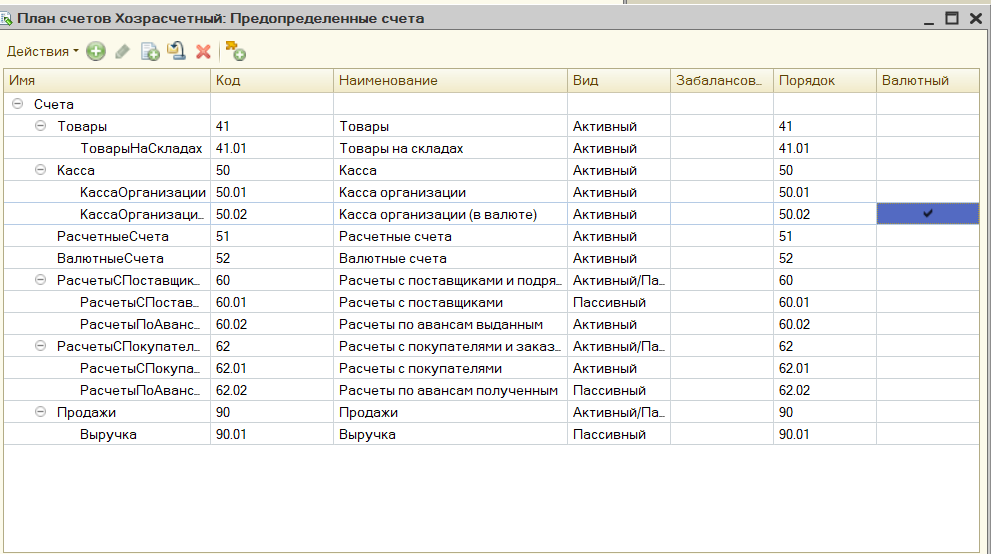 План счетов Хозрасчетный: Предопределенные счета
Действия
Имя Код Наименование Вид Забалансов... Порядок Валютный
Счета
Товары 41 Товары Активный 41
ТоварыНаСкладах 41.01 Товары на складах Активный 41.01
Касса 50 Касса Активный 50
КассаОрганизации 50.01 Касса организации Активный 50.01
КассаОрганизаци... 50.02 Касса организации (в валюте) Активный 50.02
РасчетныеСчета 51 Расчетные счета Активный 51
ВалютныеСчета 52 Валютные счета Активный 52
РасчетыСПоставщик... 60 Расчеты с поставщиками и подря... Активный/Па... 60
РасчетыСПостав... 60.01 Расчеты с поставщиками Пассивный 60.01
РасчетыПоАванс... 60.02 Расчеты по авансам выданным Активный 60.02
РасчетыСПокупател... 62 Расчеты с покупателями и заказ... Активный/Па... 62
РасчетыСПокупа... 62.01 Расчеты с покупателями Активный 62.01
РасчетыПоАванс... 62.02 Расчеты по авансам полученным Пассивный 62.02
Продажи 90 Продажи Активный/Па... 90
Выручка 90.01 Выручка Пассивный 90.01